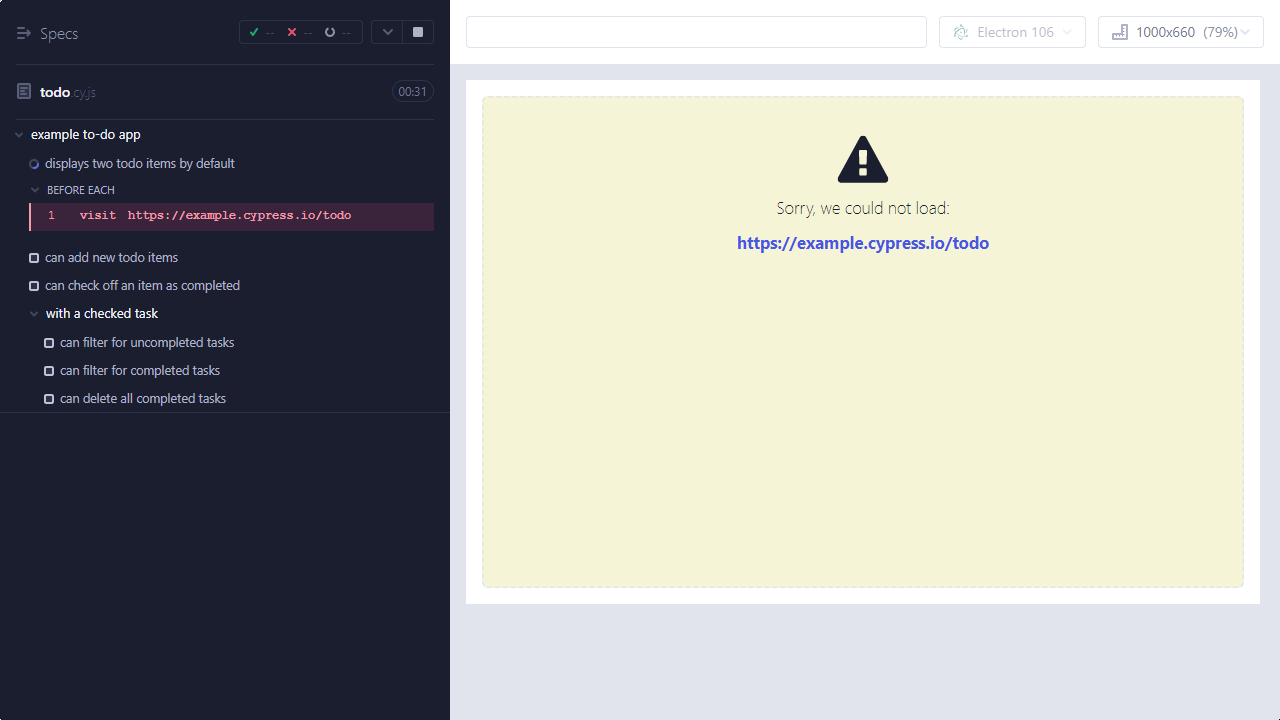 Specs
--
--
--
todo.cy.js
00:31
example to-do app
displays two todo items by default
BEFORE EACH
1 visit https://example.cypress.io/todo
can add new todo items
can check off an item as completed
with a checked task
can filter for uncompleted tasks
can filter for completed tasks
can delete all completed tasks
Electron 106
1000x660 (79%)
Sorry, we could not load:
https://example.cypress.io/todo